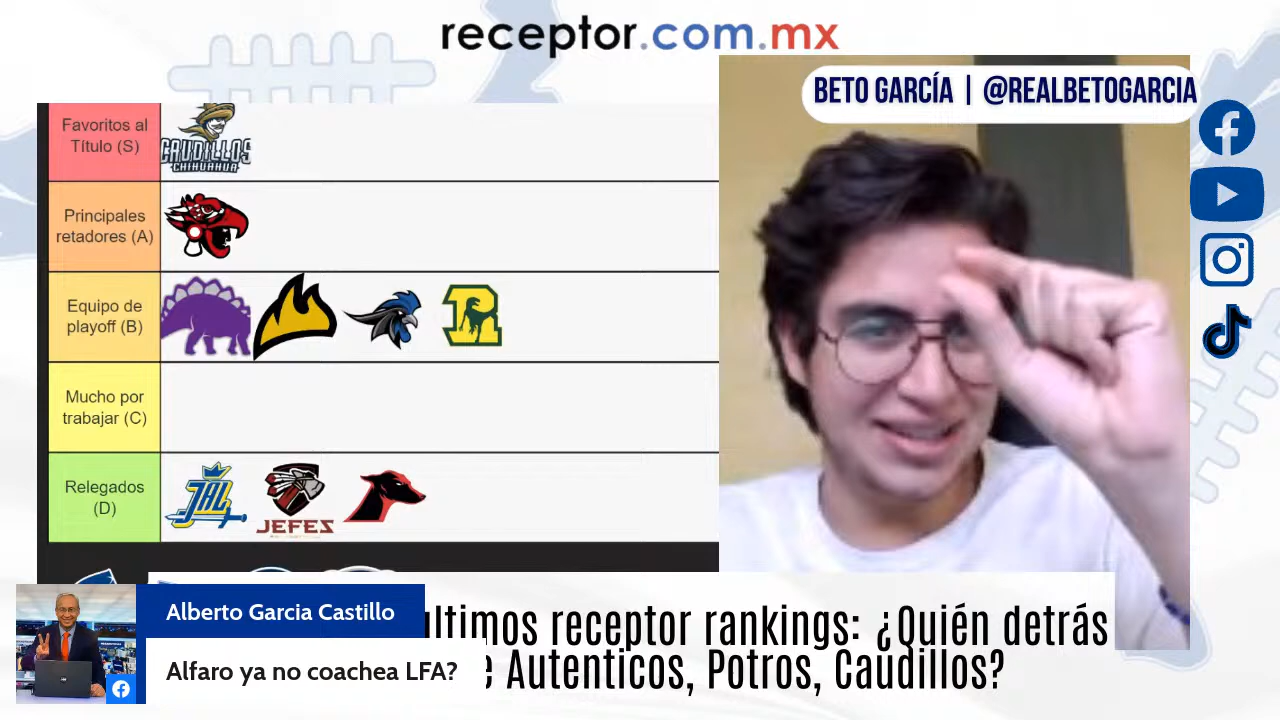 receptor.com.mx
BETO GARCÍA | @REALBETOGARCIA
Favoritos al
Título (S)
CAUDILLOS
CHIHUAHUA
Principales
retadores (A)
Equipo de
playoff (B)
R
Mucho por
trabajar (C)
Relegados
(D)
JAL
JEFES
Alberto Garcia Castillo
Alfaro ya no coachea LFA?
ultimos receptor rankings: ¿Quién detrás
Autenticos, Potros, Caudillos?